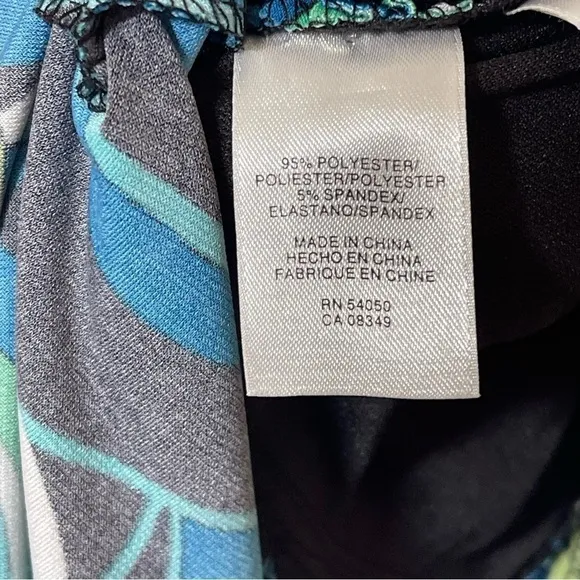 95% POLYESTER/
POLIESTER/POLYESTER
5% SPANDEX/
ELASTANO/SPANDEX
MADE IN CHINA
HECHO EN CHINA
FABRIQUE EN CHINE
RN 54050
CA 08349